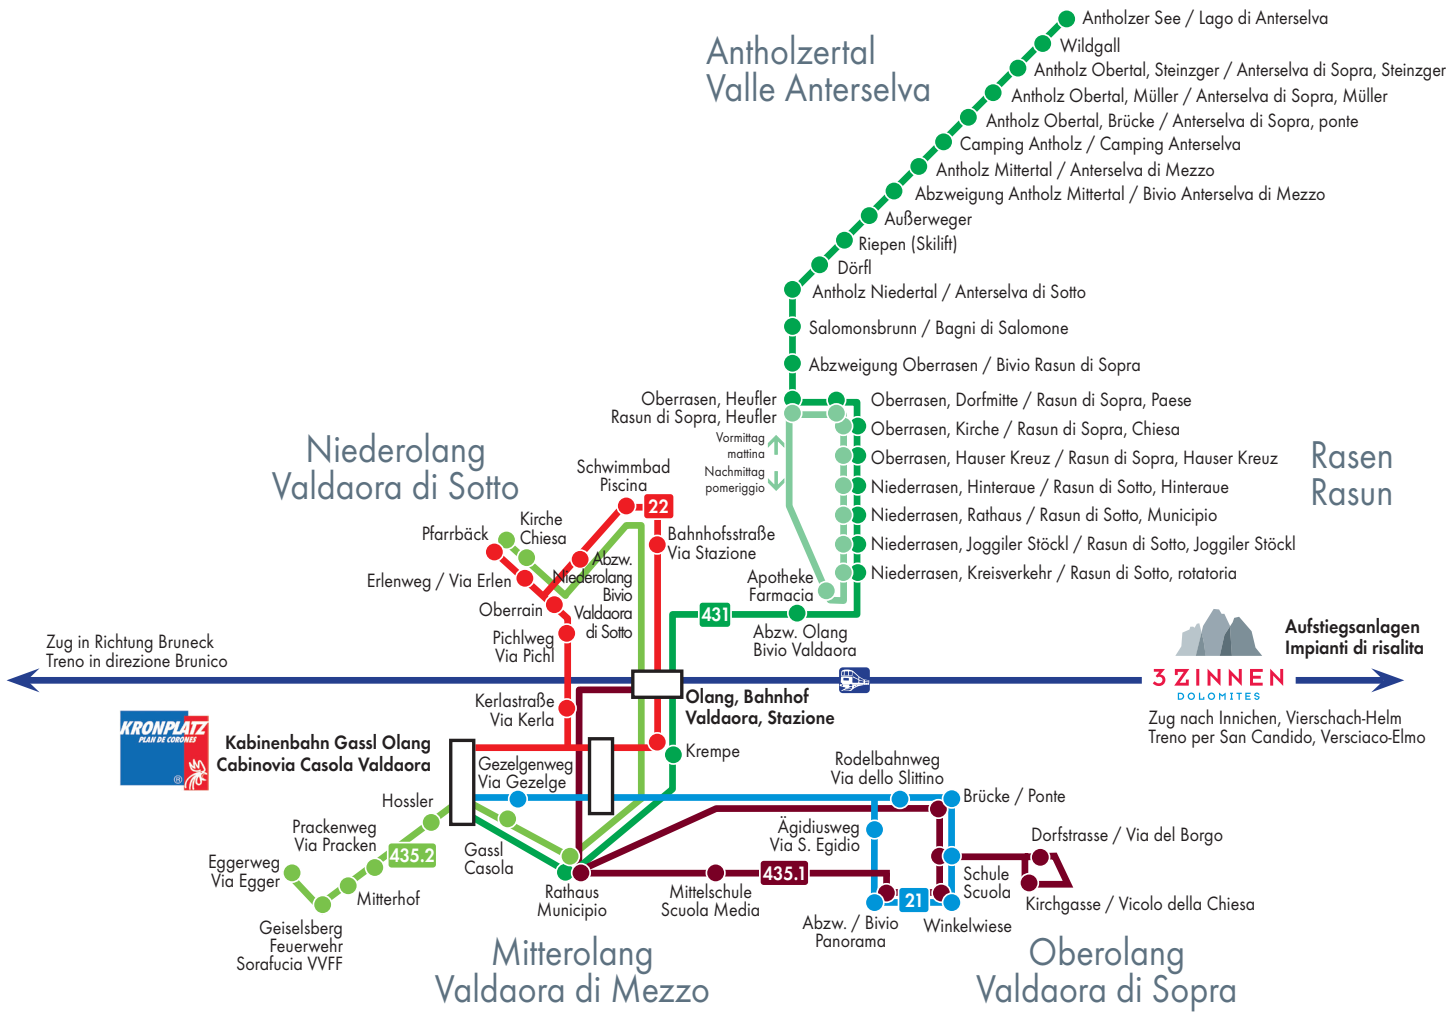 Antholzertal
Valle Anterselva
Antholzer See / Lago di Anterselva
Wildgall
Antholz Obertal, Steinzger / Anterselva di Sopra, Steinzger
Antholz Obertal, Müller / Anterselva di Sopra, Müller
Antholz Obertal, Brücke / Anterselva di Sopra, ponte
Camping Antholz / Camping Anterselva
Antholz Mittertal / Anterselva di Mezzo
Abzweigung Antholz Mittertal / Bivio Anterselva di Mezzo
Außerweger
Riepen (Skilift)
Dörfl
Antholz Niedertal / Anterselva di Sotto
Salomonsbrunn / Bagni di Salomone
Abzweigung Oberrasen / Bivio Rasun di Sopra
Oberrasen, Heufler
Rasun di Sopra, Heufler
Vormittag
mattina
Nachmittag
pomeriggio
Oberrasen, Dorfmitte / Rasun di Sopra, Paese
Oberrasen, Kirche / Rasun di Sopra, Chiesa
Oberrasen, Hauser Kreuz / Rasun di Sopra, Hauser Kreuz
Niederrasen, Hinteraue / Rasun di Sotto, Hinteraue
Niederrasen, Rathaus / Rasun di Sotto, Municipio
Niederrasen, Joggiler Stöckl / Rasun di Sotto, Joggiler Stöckl
Niederrasen, Kreisverkehr / Rasun di Sotto, rotatoria
Rasen
Rasun
Apotheke
Farmacia
431
Abzw. Olang
Bivio Valdaora
Niederolang
Valdaora di Sotto
Schwimmbad
Piscina
22
Bahnhofsstraße
Via Stazione
Kirche
Chiesa
Pfarrbäck
Erlenweg / Via Erlen
Abzw.
Niederolang
Bivio
Valdaora
di Sotto
Oberrain
Pichlweg
Via Pichl
Zug in Richtung Bruneck
Treno in direzione Brunico
Aufstiegsanlagen
Impianti di risalita
3 ZINNEN
DOLOMITES
Zug nach Innichen, Vierschach-Helm
Treno per San Candido, Versciaco-Elmo
Olang, Bahnhof
Valdaora, Stazione
Kerlastraße
Via Kerla
KRONPLATZ
PLAN DE CORONES
®
Kabinenbahn Gassl Olang
Cabinovia Casola Valdaora
Krempe
Gezelgenweg
Via Gezelge
Rodelbahnweg
Via dello Slittino
Brücke / Ponte
Hossler
Prackenweg
Via Pracken
435.2
Eggerweg
Via Egger
Mitterhof
Geiselsberg
Feuerwehr
Sorafucia VVFF
Gassl
Casola
Rathaus
Municipio
Mittelschule
Scuola Media
435.1
Ägidiusweg
Via S. Egidio
Abzw. / Bivio
Panorama
21
Winkelwiese
Schule
Scuola
Dorfstrasse / Via del Borgo
Kirchgasse / Vicolo della Chiesa
Mitterolang
Valdaora di Mezzo
Oberolang
Valdaora di Sopra